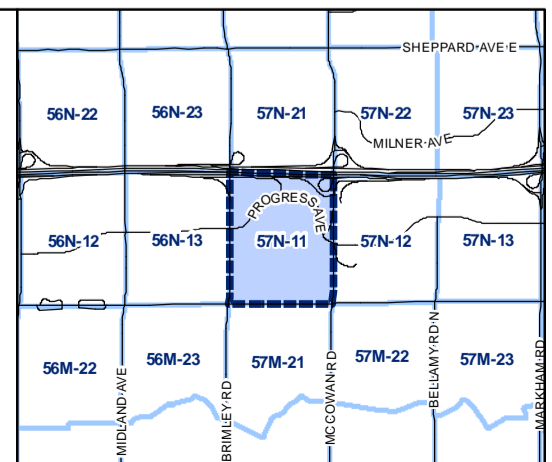 SHEPPARD AVE E
56N-22
56N-23
57N-21
57N-22
57N-23
MILNER AVE
PROGRESS AVE
56N-12
56N-13
57N-11
57N-12
57N-13
56M-22
56M-23
57M-21
57M-22
57M-23
MIDLAND AVE
BRIMLEY RD
MCCOWAN RD
BELLAMY RD N
MARKHAM RD